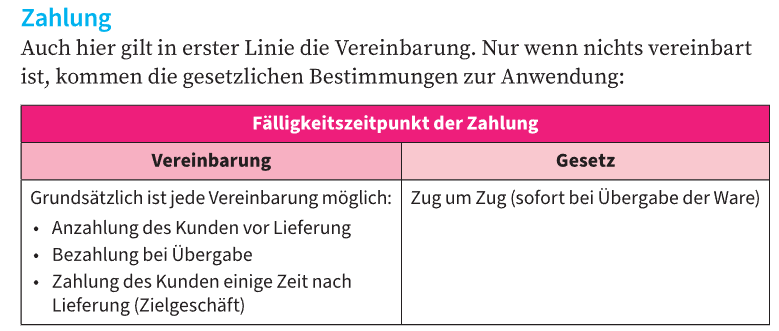 Zahlung
Auch hier gilt in erster Linie die Vereinbarung. Nur wenn nichts vereinbart
ist, kommen die gesetzlichen Bestimmungen zur Anwendung:
Fälligkeitszeitpunkt der Zahlung
Vereinbarung
Gesetz
Grundsätzlich ist jede Vereinbarung möglich:
• Anzahlung des Kunden vor Lieferung
• Bezahlung bei Übergabe
• Zahlung des Kunden einige Zeit nach
Lieferung (Zielgeschäft)
Zug um Zug (sofort bei Übergabe der Ware)